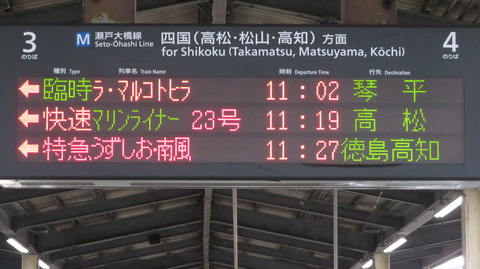 3 のりば M 瀬戸大橋線 Seto-Ōhashi Line 四国(高松・松山・高知) 方面 for Shikoku (Takamatsu, Matsuyama, Kōchi) 4 のりば
種別 Type 列車名 Train Name 時刻 Departure Time 行先 Destination
←臨時ラ・マルコトヒラ 11:02 琴平
←快速マリンライナー 23号 11:19 高松
←特急うずしお・南風 11:27 徳島高知